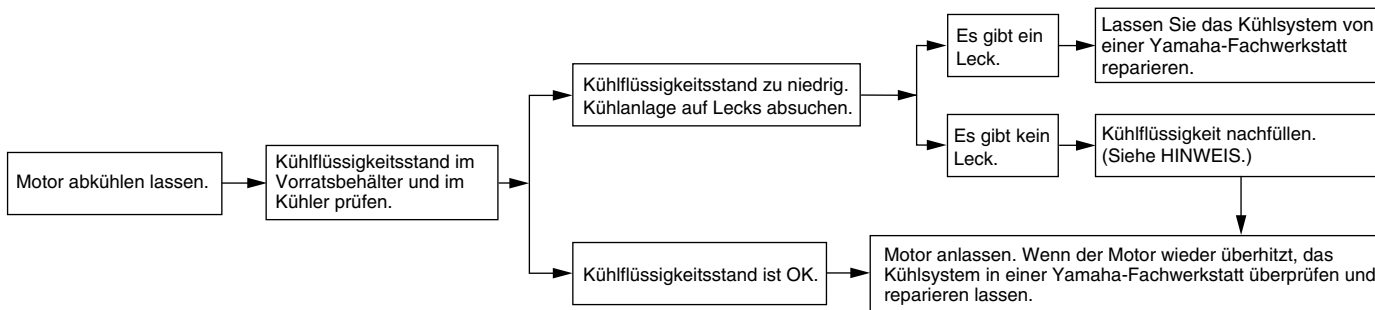 Motor abkühlen lassen.
Kühlflüssigkeitsstand im
Vorratsbehälter und im
Kühler prüfen.
Kühlflüssigkeitsstand zu niedrig.
Kühlanlage auf Lecks absuchen.
Es gibt ein
Leck.
Lassen Sie das Kühlsystem von
einer Yamaha-Fachwerkstatt
reparieren.
Es gibt kein
Leck.
Kühlflüssigkeit nachfüllen.
(Siehe HINWEIS.)
Kühlflüssigkeitsstand ist OK.
Motor anlassen. Wenn der Motor wieder überhitzt, das
Kühlsystem in einer Yamaha-Fachwerkstatt überprüfen und
reparieren lassen.